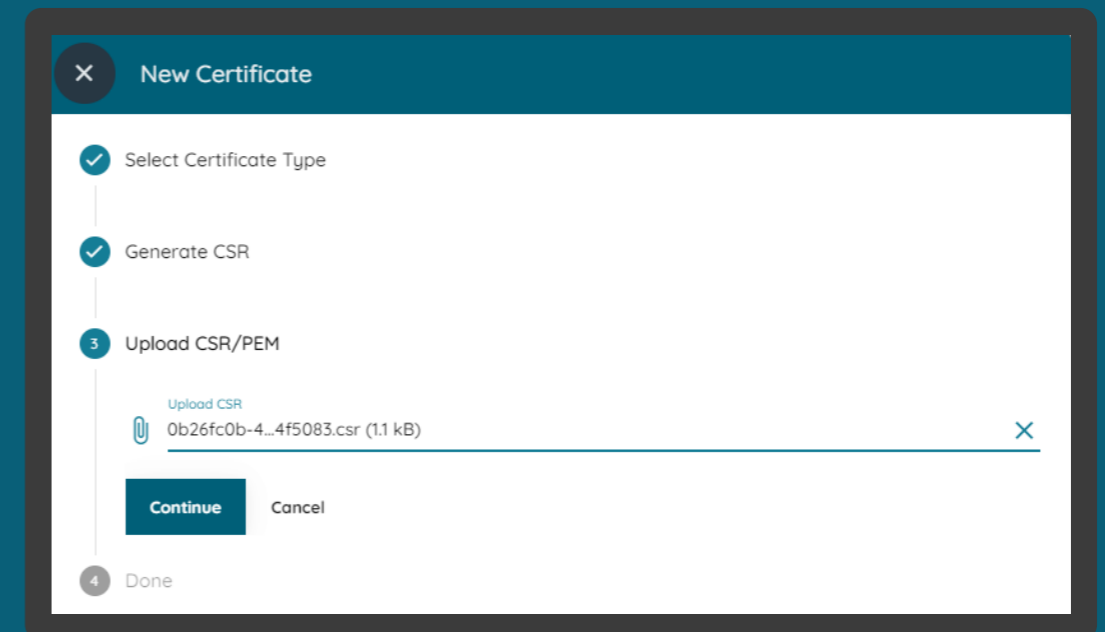 New Certificate
Select Certificate Type
Generate CSR
3
Upload CSR/PEM
Upload CSR
0b26fc0b-4...4f5083.csr (1.1 kB)
Continue
Cancel
4
Done